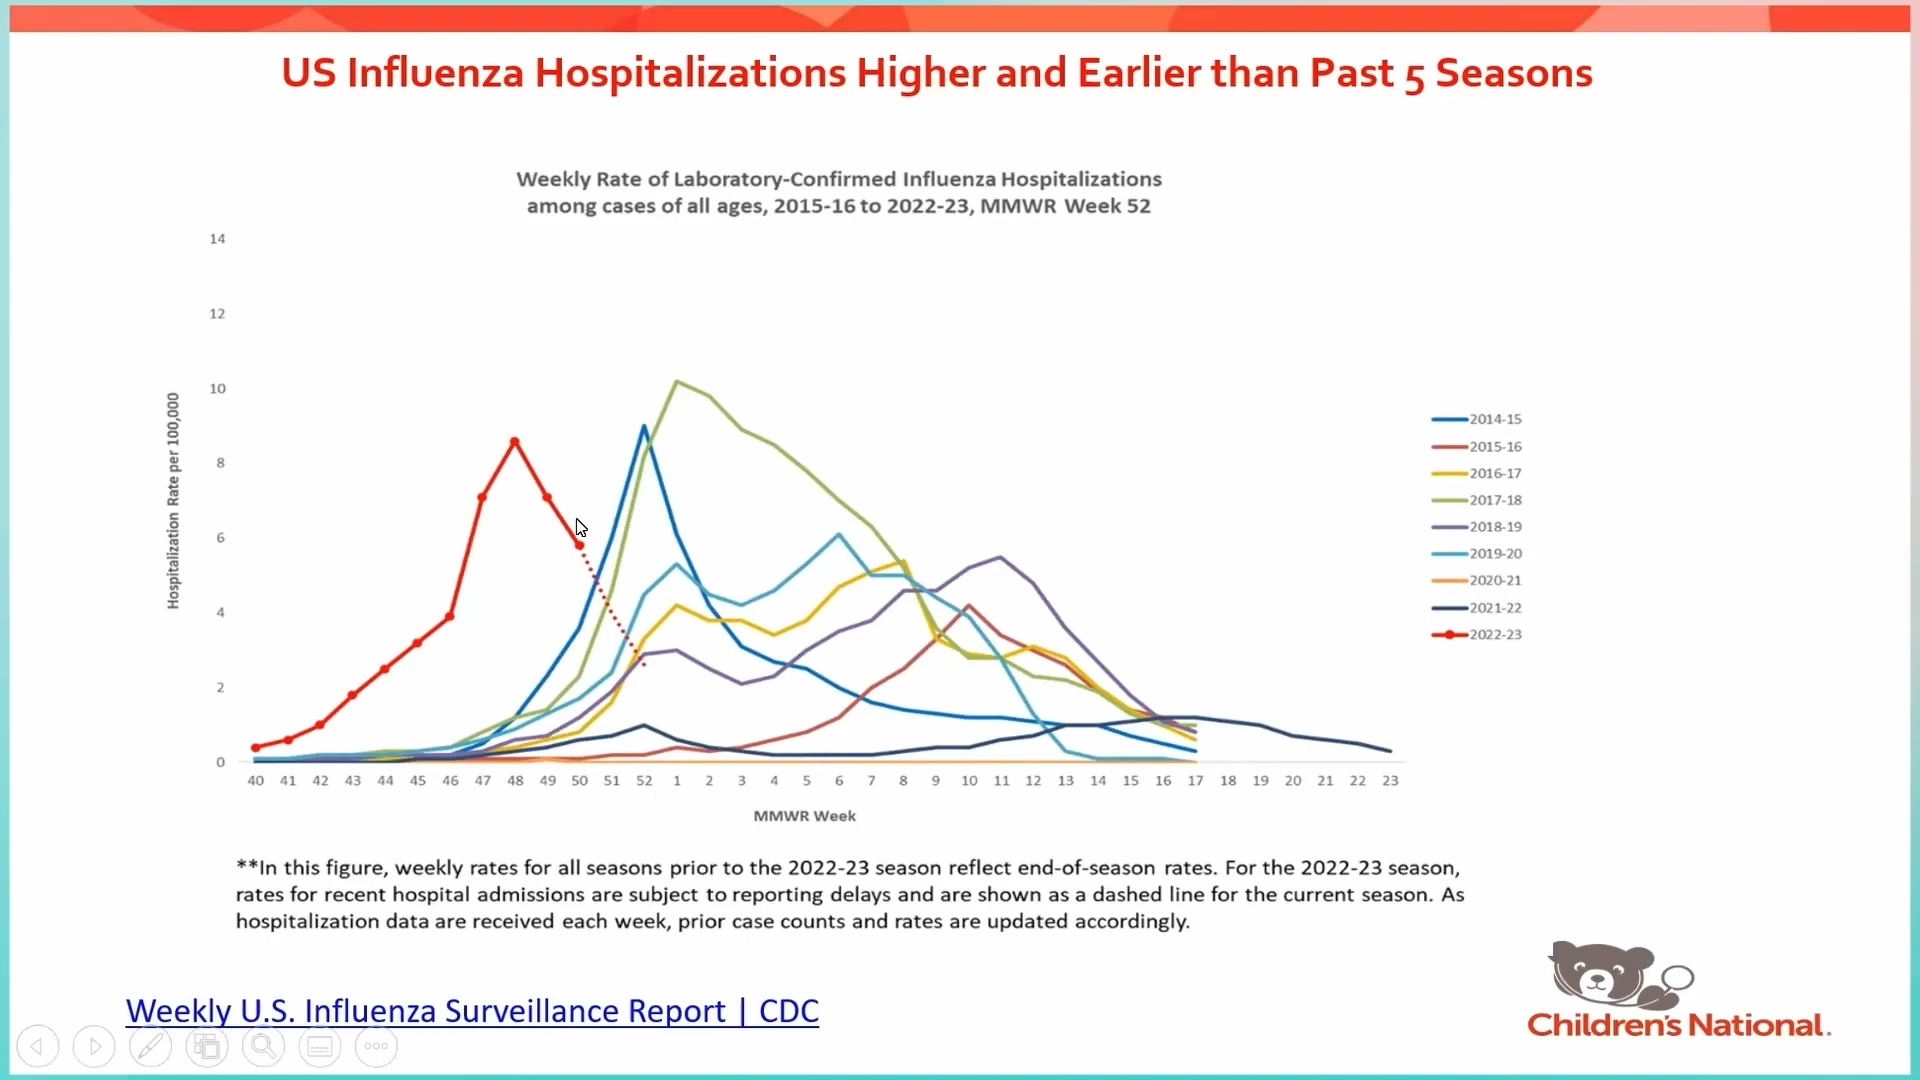 US Influenza Hospitalizations Higher and Earlier than Past 5 Seasons
Weekly Rate of Laboratory-Confirmed Influenza Hospitalizations
among cases of all ages, 2015-16 to 2022-23, MMWR Week 52
14
12
10
8
6
4
2
0
Hospitalization Rate per 100,000
40 41 42 43 44 45 46 47 48 49 50 51 52 1 2 3 4 5 6 7 8 9 10 11 12 13 14 15 16 17 18 19 20 21 22 23
MMWR Week
2014-15
2015-16
2016-17
2017-18
2018-19
2019-20
2020-21
2021-22
2022-23
**In this figure, weekly rates for all seasons prior to the 2022-23 season reflect end-of-season rates. For the 2022-23 season,
rates for recent hospital admissions are subject to reporting delays and are shown as a dashed line for the current season. As
hospitalization data are received each week, prior case counts and rates are updated accordingly.
Weekly U.S. Influenza Surveillance Report | CDC
Children's National.